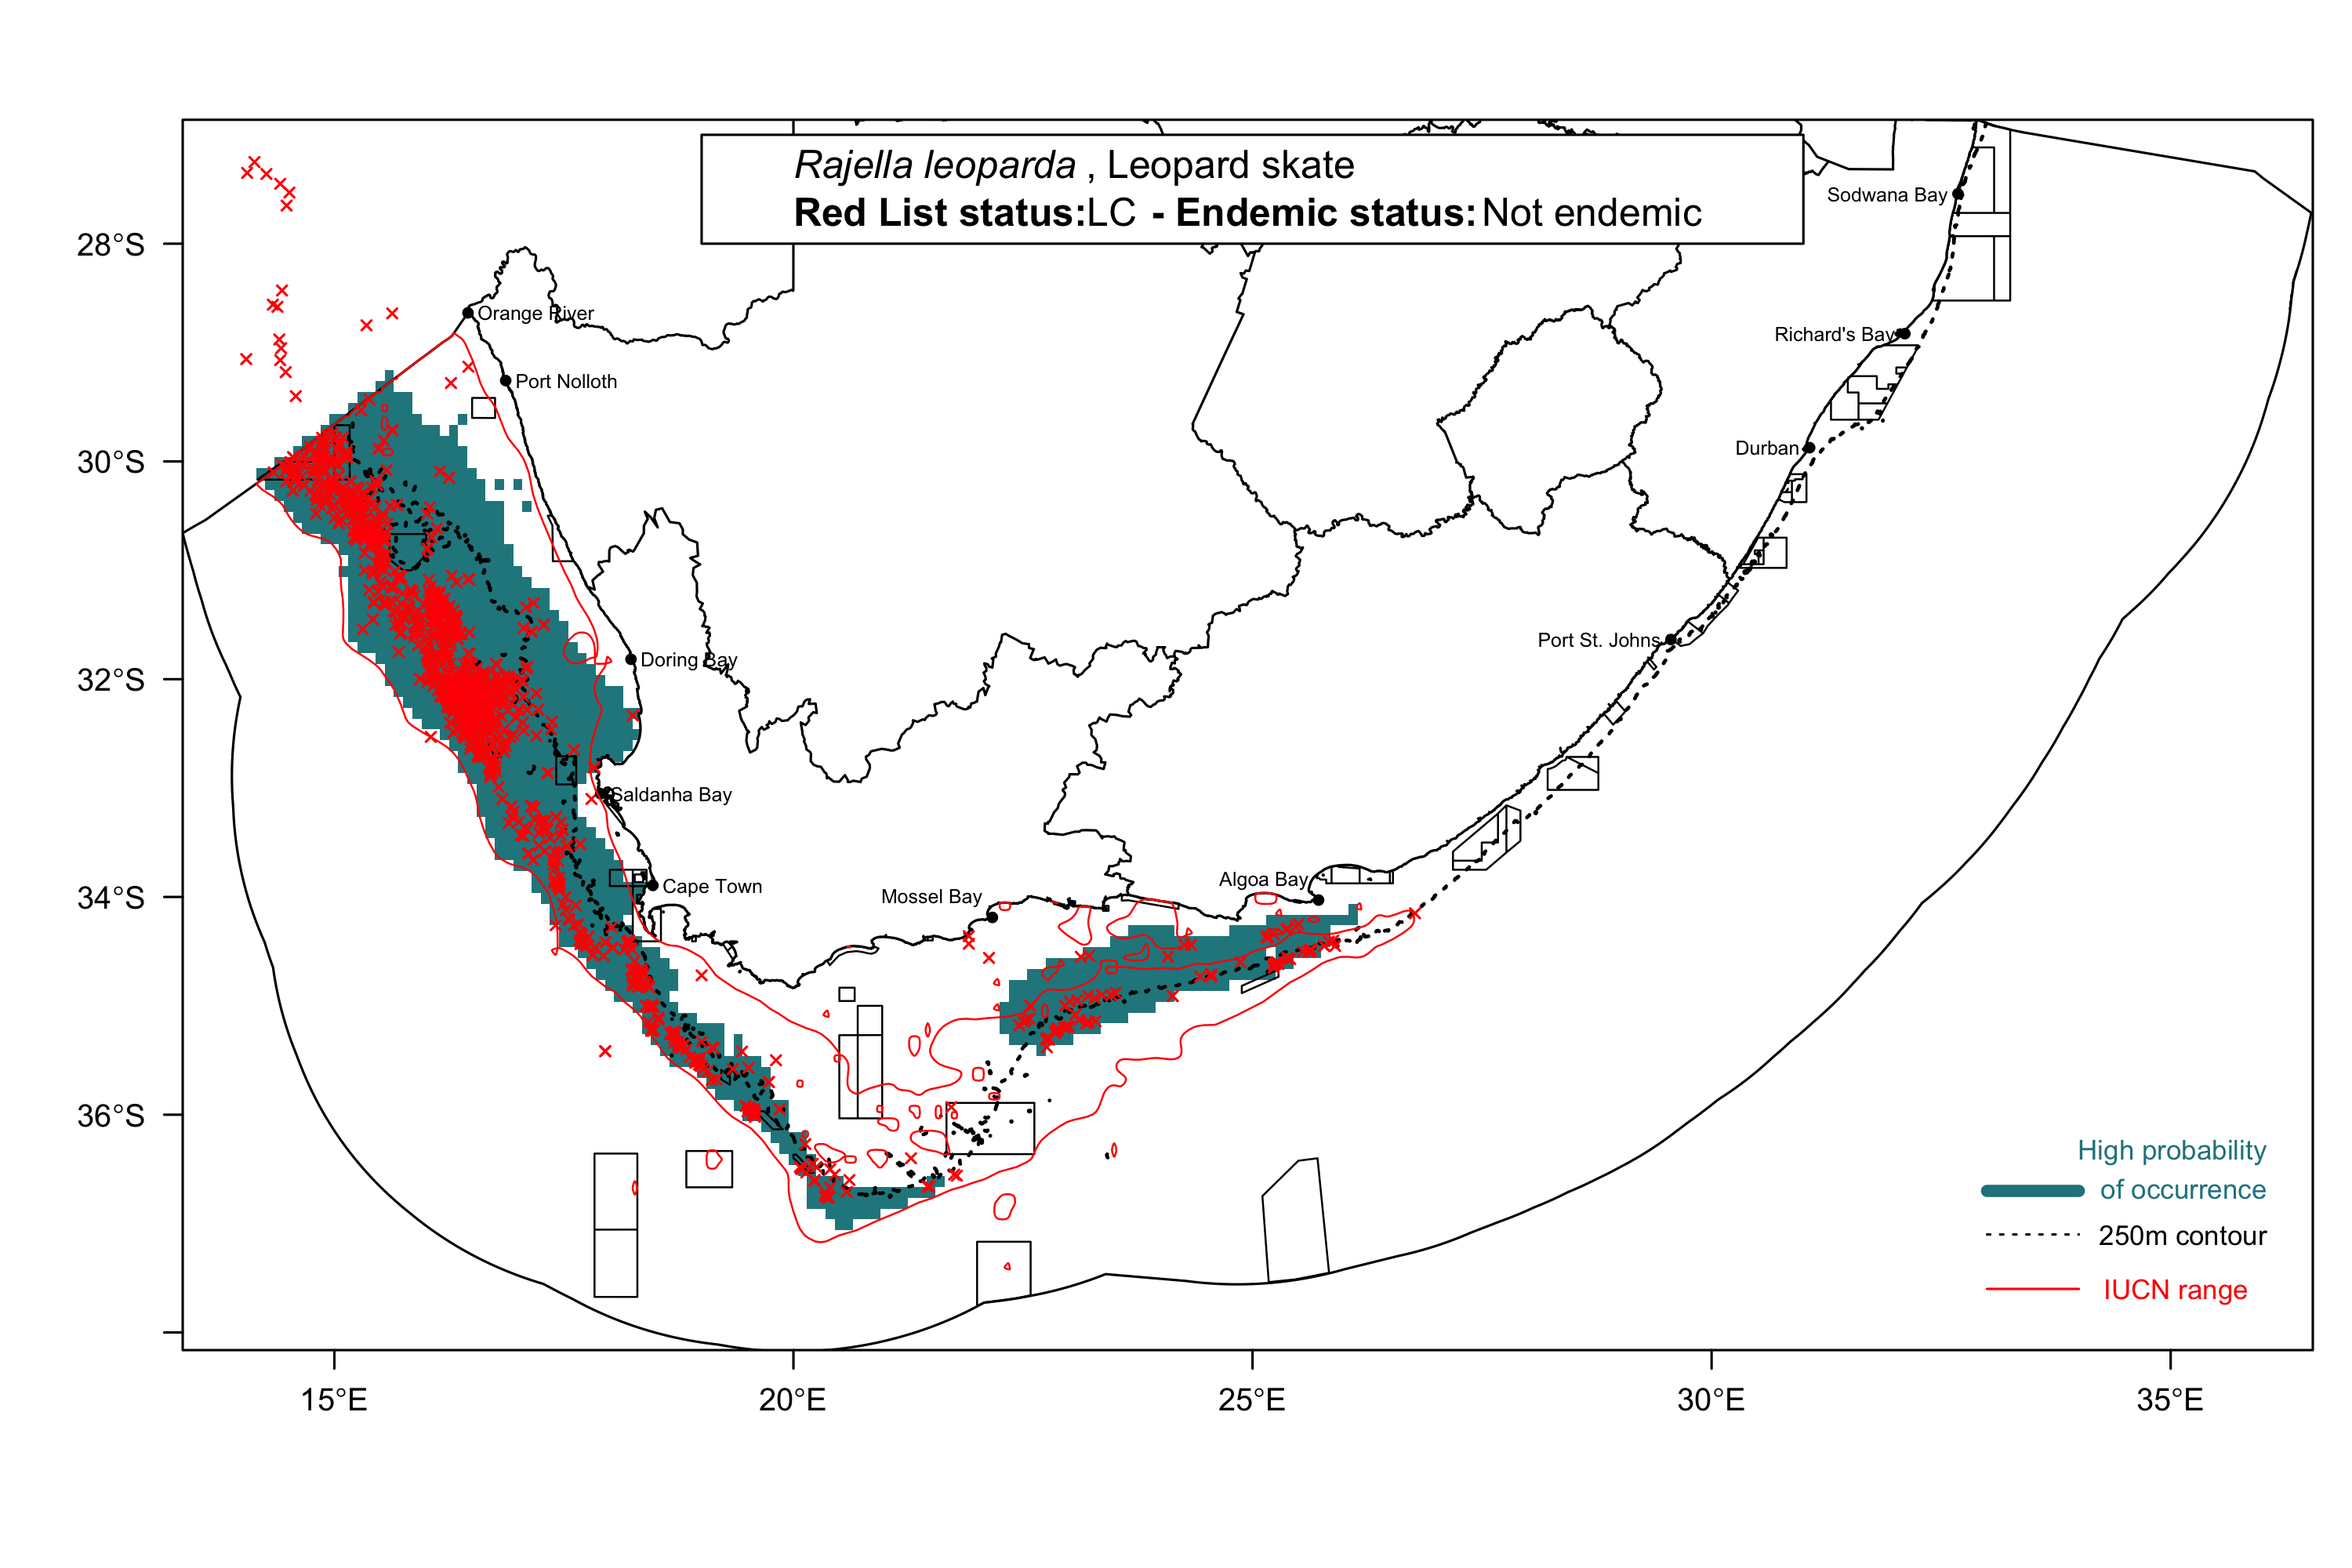 Rajella leoparda , Leopard skate
Red List status:LC - Endemic status: Not endemic
Sodwana Bay
28°S
Orange River
Richard's Bay
Port Nolloth
Durban
30°S
Port St. Johns
Doring Bay
32°S
Saldanha Bay
Cape Town
Mossel Bay
Algoa Bay
34°S
36°S
High probability
of occurrence
250m contour
IUCN range
15°E
20°E
25°E
30°E
35°E